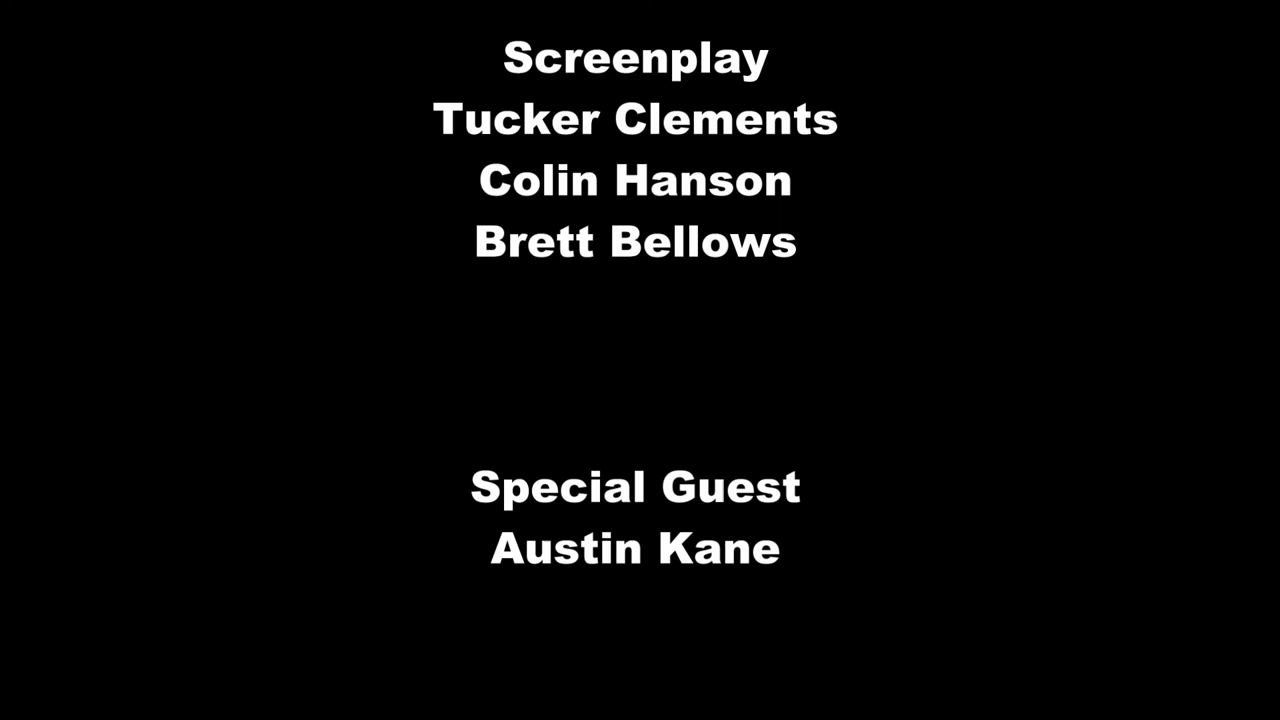 Screenplay
Tucker Clements
Colin Hanson
Brett Bellows
Special Guest
Austin Kane